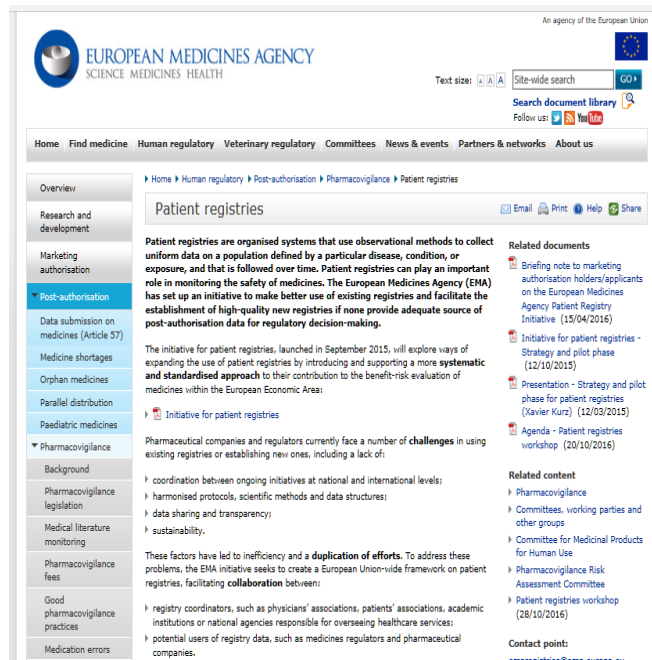 An agency of the European Union
EUROPEAN MEDICINES AGENCY
SCIENCE MEDICINES HEALTH
Text size: A A A Site-wide search GO
Search document library
Follow us: You Tube
Home Find medicine Human regulatory Veterinary regulatory Committees News & events Partners & networks About us
Overview
Research and
development
Marketing
authorisation
Post-authorisation
Data submission on
medicines (Article 57)
Medicine shortages
Orphan medicines
Parallel distribution
Paediatric medicines
Pharmacovigilance
Background
Pharmacovigilance
legislation
Medical literature
monitoring
Pharmacovigilance
fees
Good
pharmacovigilance
practices
Medication errors
Home Human regulatory Post-authorisation Pharmacovigilance Patient registries
Patient registries
Email Print Help Share
Patient registries are organised systems that use observational methods to collect
uniform data on a population defined by a particular disease, condition, or
exposure, and that is followed over time. Patient registries can play an important
role in monitoring the safety of medicines. The European Medicines Agency (EMA)
has set up an initiative to make better use of existing registries and facilitate the
establishment of high-quality new registries if none provide adequate source of
post-authorisation data for regulatory decision-making.
The initiative for patient registries, launched in September 2015, will explore ways of
expanding the use of patient registries by introducing and supporting a more systematic
and standardised approach to their contribution to the benefit-risk evaluation of
medicines within the European Economic Area:
Initiative for patient registries
Pharmaceutical companies and regulators currently face a number of challenges in using
existing registries or establishing new ones, including a lack of:
coordination between ongoing initiatives at national and international levels;
harmonised protocols, scientific methods and data structures;
data sharing and transparency;
sustainability.
These factors have led to inefficiency and a duplication of efforts. To address these
problems, the EMA initiative seeks to create a European Union-wide framework on patient
registries, facilitating collaboration between:
registry coordinators, such as physicians' associations, patients' associations, academic
institutions or national agencies responsible for overseeing healthcare services;
potential users of registry data, such as medicines regulators and pharmaceutical
companies.
Related documents
Briefing note to marketing
authorisation holders/applicants
on the European Medicines
Agency Patient Registry
Initiative (15/04/2016)
Initiative for patient registries -
Strategy and pilot phase
(12/10/2015)
Presentation - Strategy and pilot
phase for patient registries
(Xavier Kurz) (12/03/2015)
Agenda - Patient registries
workshop (20/10/2016)
Related content
Pharmacovigilance
Committees, working parties and
other groups
Committee for Medicinal Products
for Human Use
Pharmacovigilance Risk
Assessment Committee
Patient registries workshop
(28/10/2016)
Contact point: